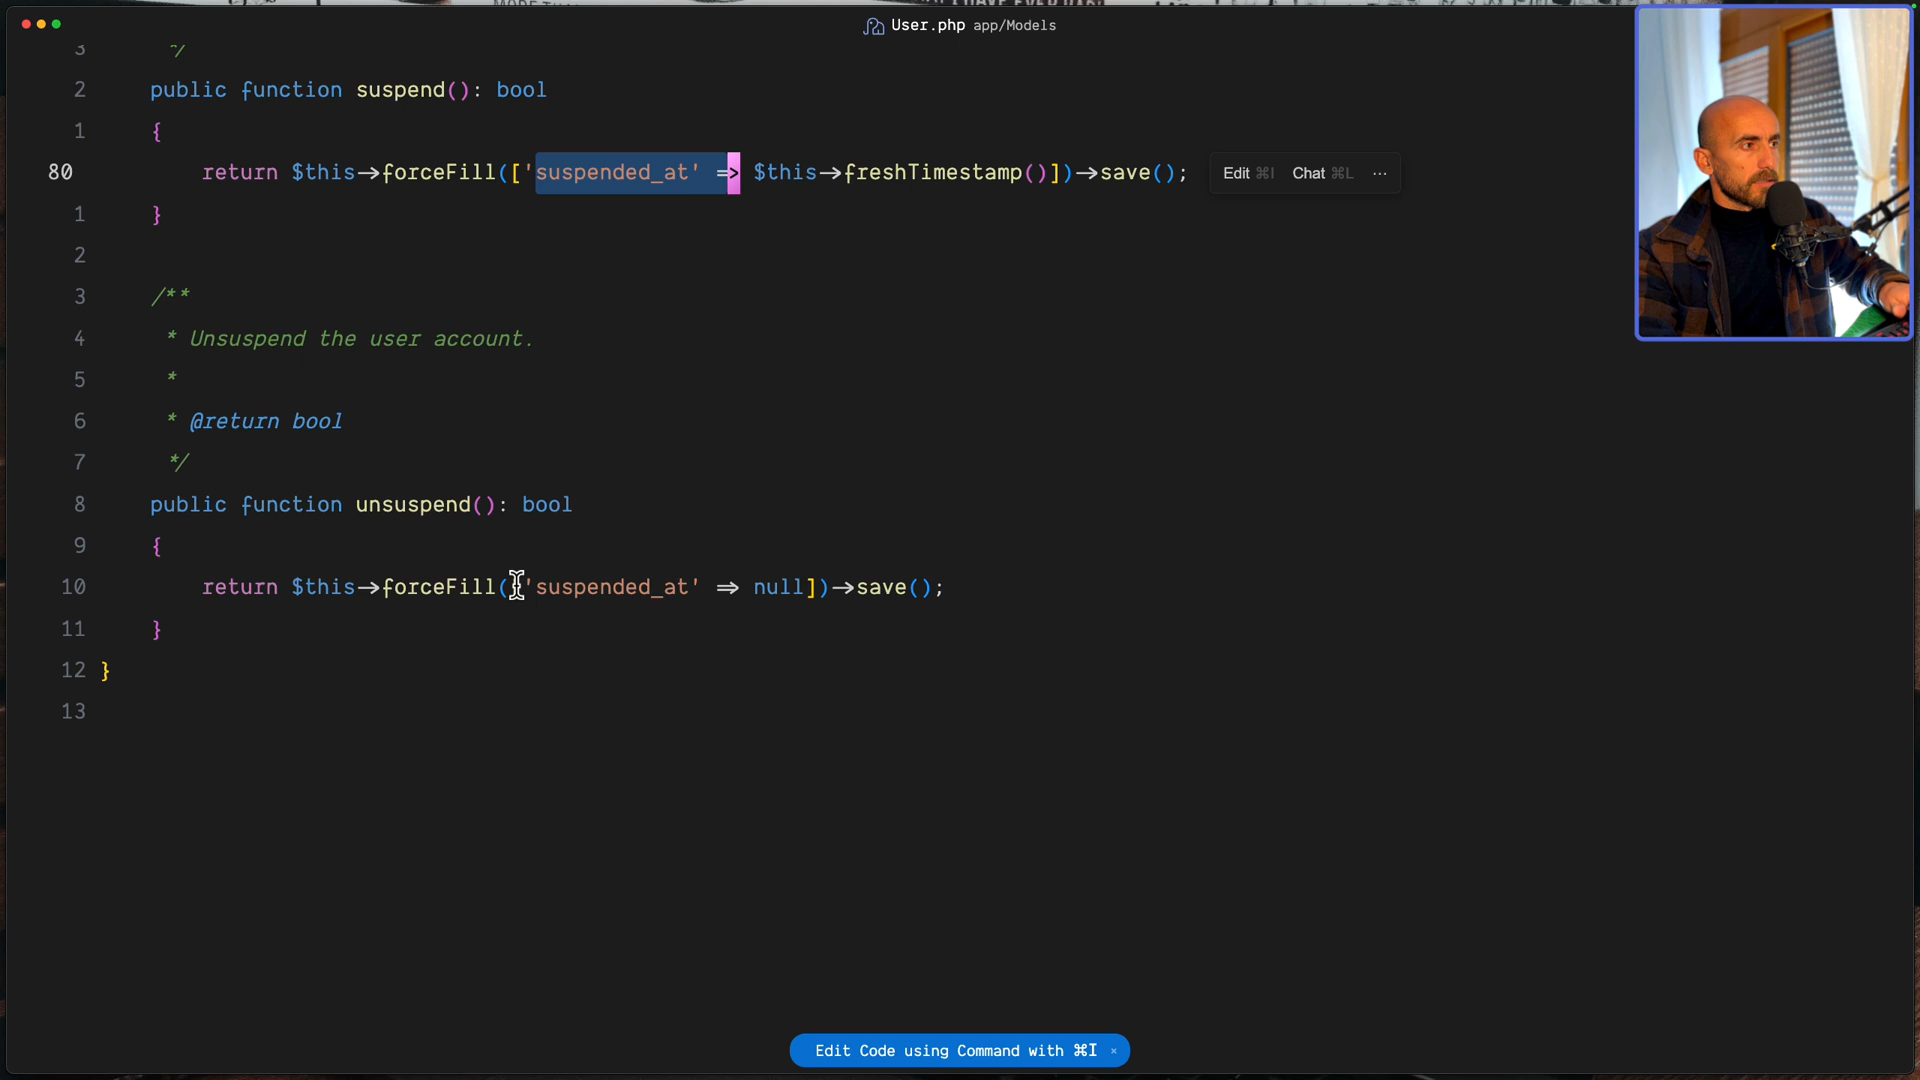 User.php app/Models
3 */
2 public function suspend(): bool
1 {
80 return $this->forceFill(['suspended_at' => $this->freshTimestamp()])->save(); Edit ⌘I Chat ⌘L ...
1 }
2
3 /**
4 * Unsuspend the user account.
5 *
6 * @return bool
7 */
8 public function unsuspend(): bool
9 {
10 return $this->forceFill(['suspended_at' => null])->save();
11 }
12 }
13
Edit Code using Command with ⌘I ×